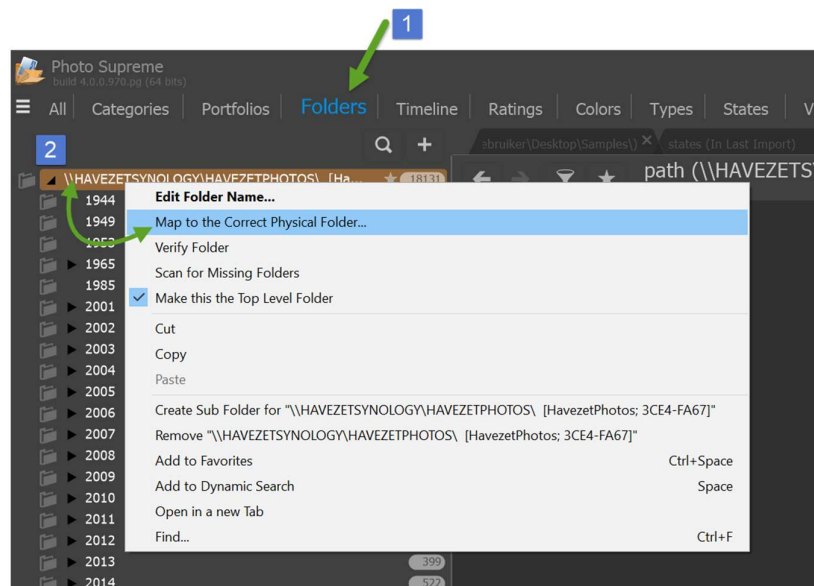 1
Photo Supreme
build 4.0.0.970.pg (64 bits)
All Categories Portfolios Folders Timeline Ratings Colors Types States V
2
ebruiker\Desktop\Samples\) states (In Last Import)
\\HAVEZETSYNOLOGY\HAVEZETPHOTOS\ [Ha... 18131
path (\\HAVEZETS
1944
1949
1953
1965
1985
2001
2002
2003
2004
2005
2006
2007
2008
2009
2010
2011
2012
2013 399
2014 522
Edit Folder Name...
Map to the Correct Physical Folder...
Verify Folder
Scan for Missing Folders
Make this the Top Level Folder
Cut
Copy
Paste
Create Sub Folder for "\\HAVEZETSYNOLOGY\HAVEZETPHOTOS\ [HavezetPhotos; 3CE4-FA67]"
Remove "\\HAVEZETSYNOLOGY\HAVEZETPHOTOS\ [HavezetPhotos; 3CE4-FA67]"
Add to Favorites Ctrl+Space
Add to Dynamic Search Space
Open in a new Tab
Find... Ctrl+F